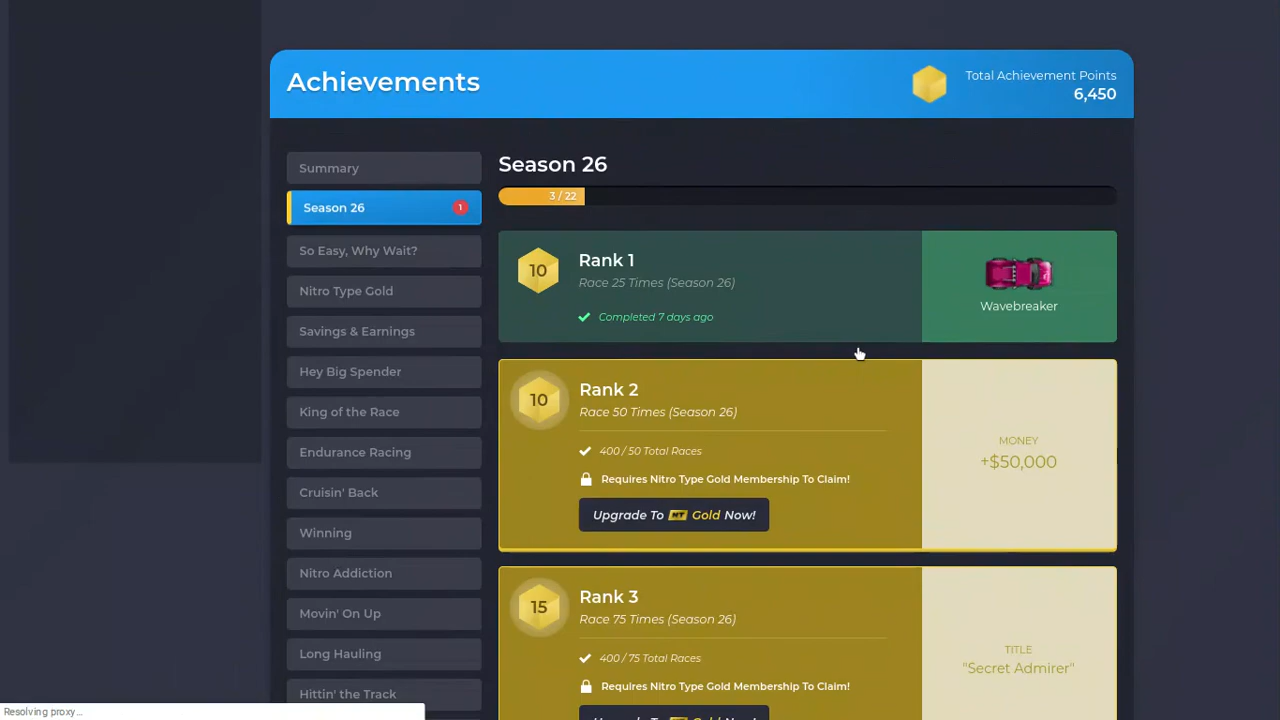 Achievements
Total Achievement Points
6,450
Summary
Season 26
1
So Easy, Why Wait?
Nitro Type Gold
Savings & Earnings
Hey Big Spender
King of the Race
Endurance Racing
Cruisin' Back
Winning
Nitro Addiction
Movin' On Up
Long Hauling
Hittin' the Track
Season 26
3 / 22
10
Rank 1
Race 25 Times (Season 26)
Completed 7 days ago
Wavebreaker
10
Rank 2
Race 50 Times (Season 26)
400 / 50 Total Races
Requires Nitro Type Gold Membership To Claim!
Upgrade To NT Gold Now!
MONEY
+$50,000
15
Rank 3
Race 75 Times (Season 26)
400 / 75 Total Races
Requires Nitro Type Gold Membership To Claim!
Upgrade To Gold Now!
TITLE
"Secret Admirer"
Resolving proxy...